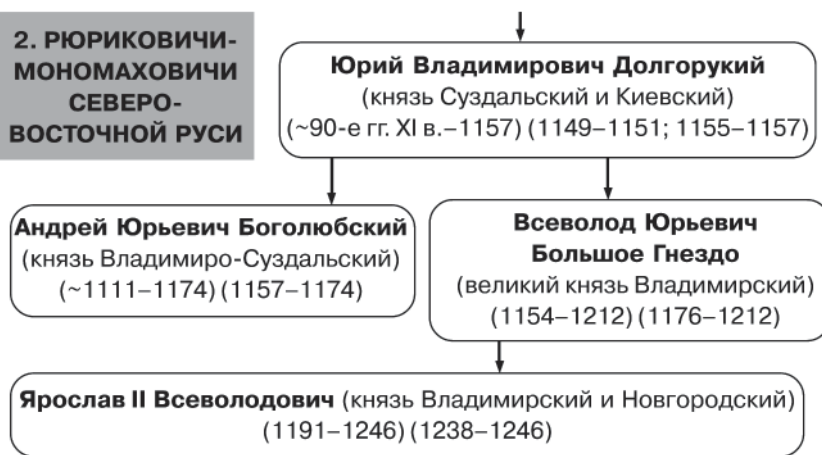 2. РЮРИКОВИЧИ-
МОНОМАХОВИЧИ
СЕВЕРО-
ВОСТОЧНОЙ РУСИ
Юрий Владимирович Долгорукий
(князь Суздальский и Киевский)
(~90-е гг. XI в.–1157) (1149–1151; 1155–1157)
Андрей Юрьевич Боголюбский
(князь Владимиро-Суздальский)
(~1111–1174) (1157–1174)
Всеволод Юрьевич
Большое Гнездо
(великий князь Владимирский)
(1154–1212) (1176–1212)
Ярослав II Всеволодович (князь Владимирский и Новгородский)
(1191–1246) (1238–1246)